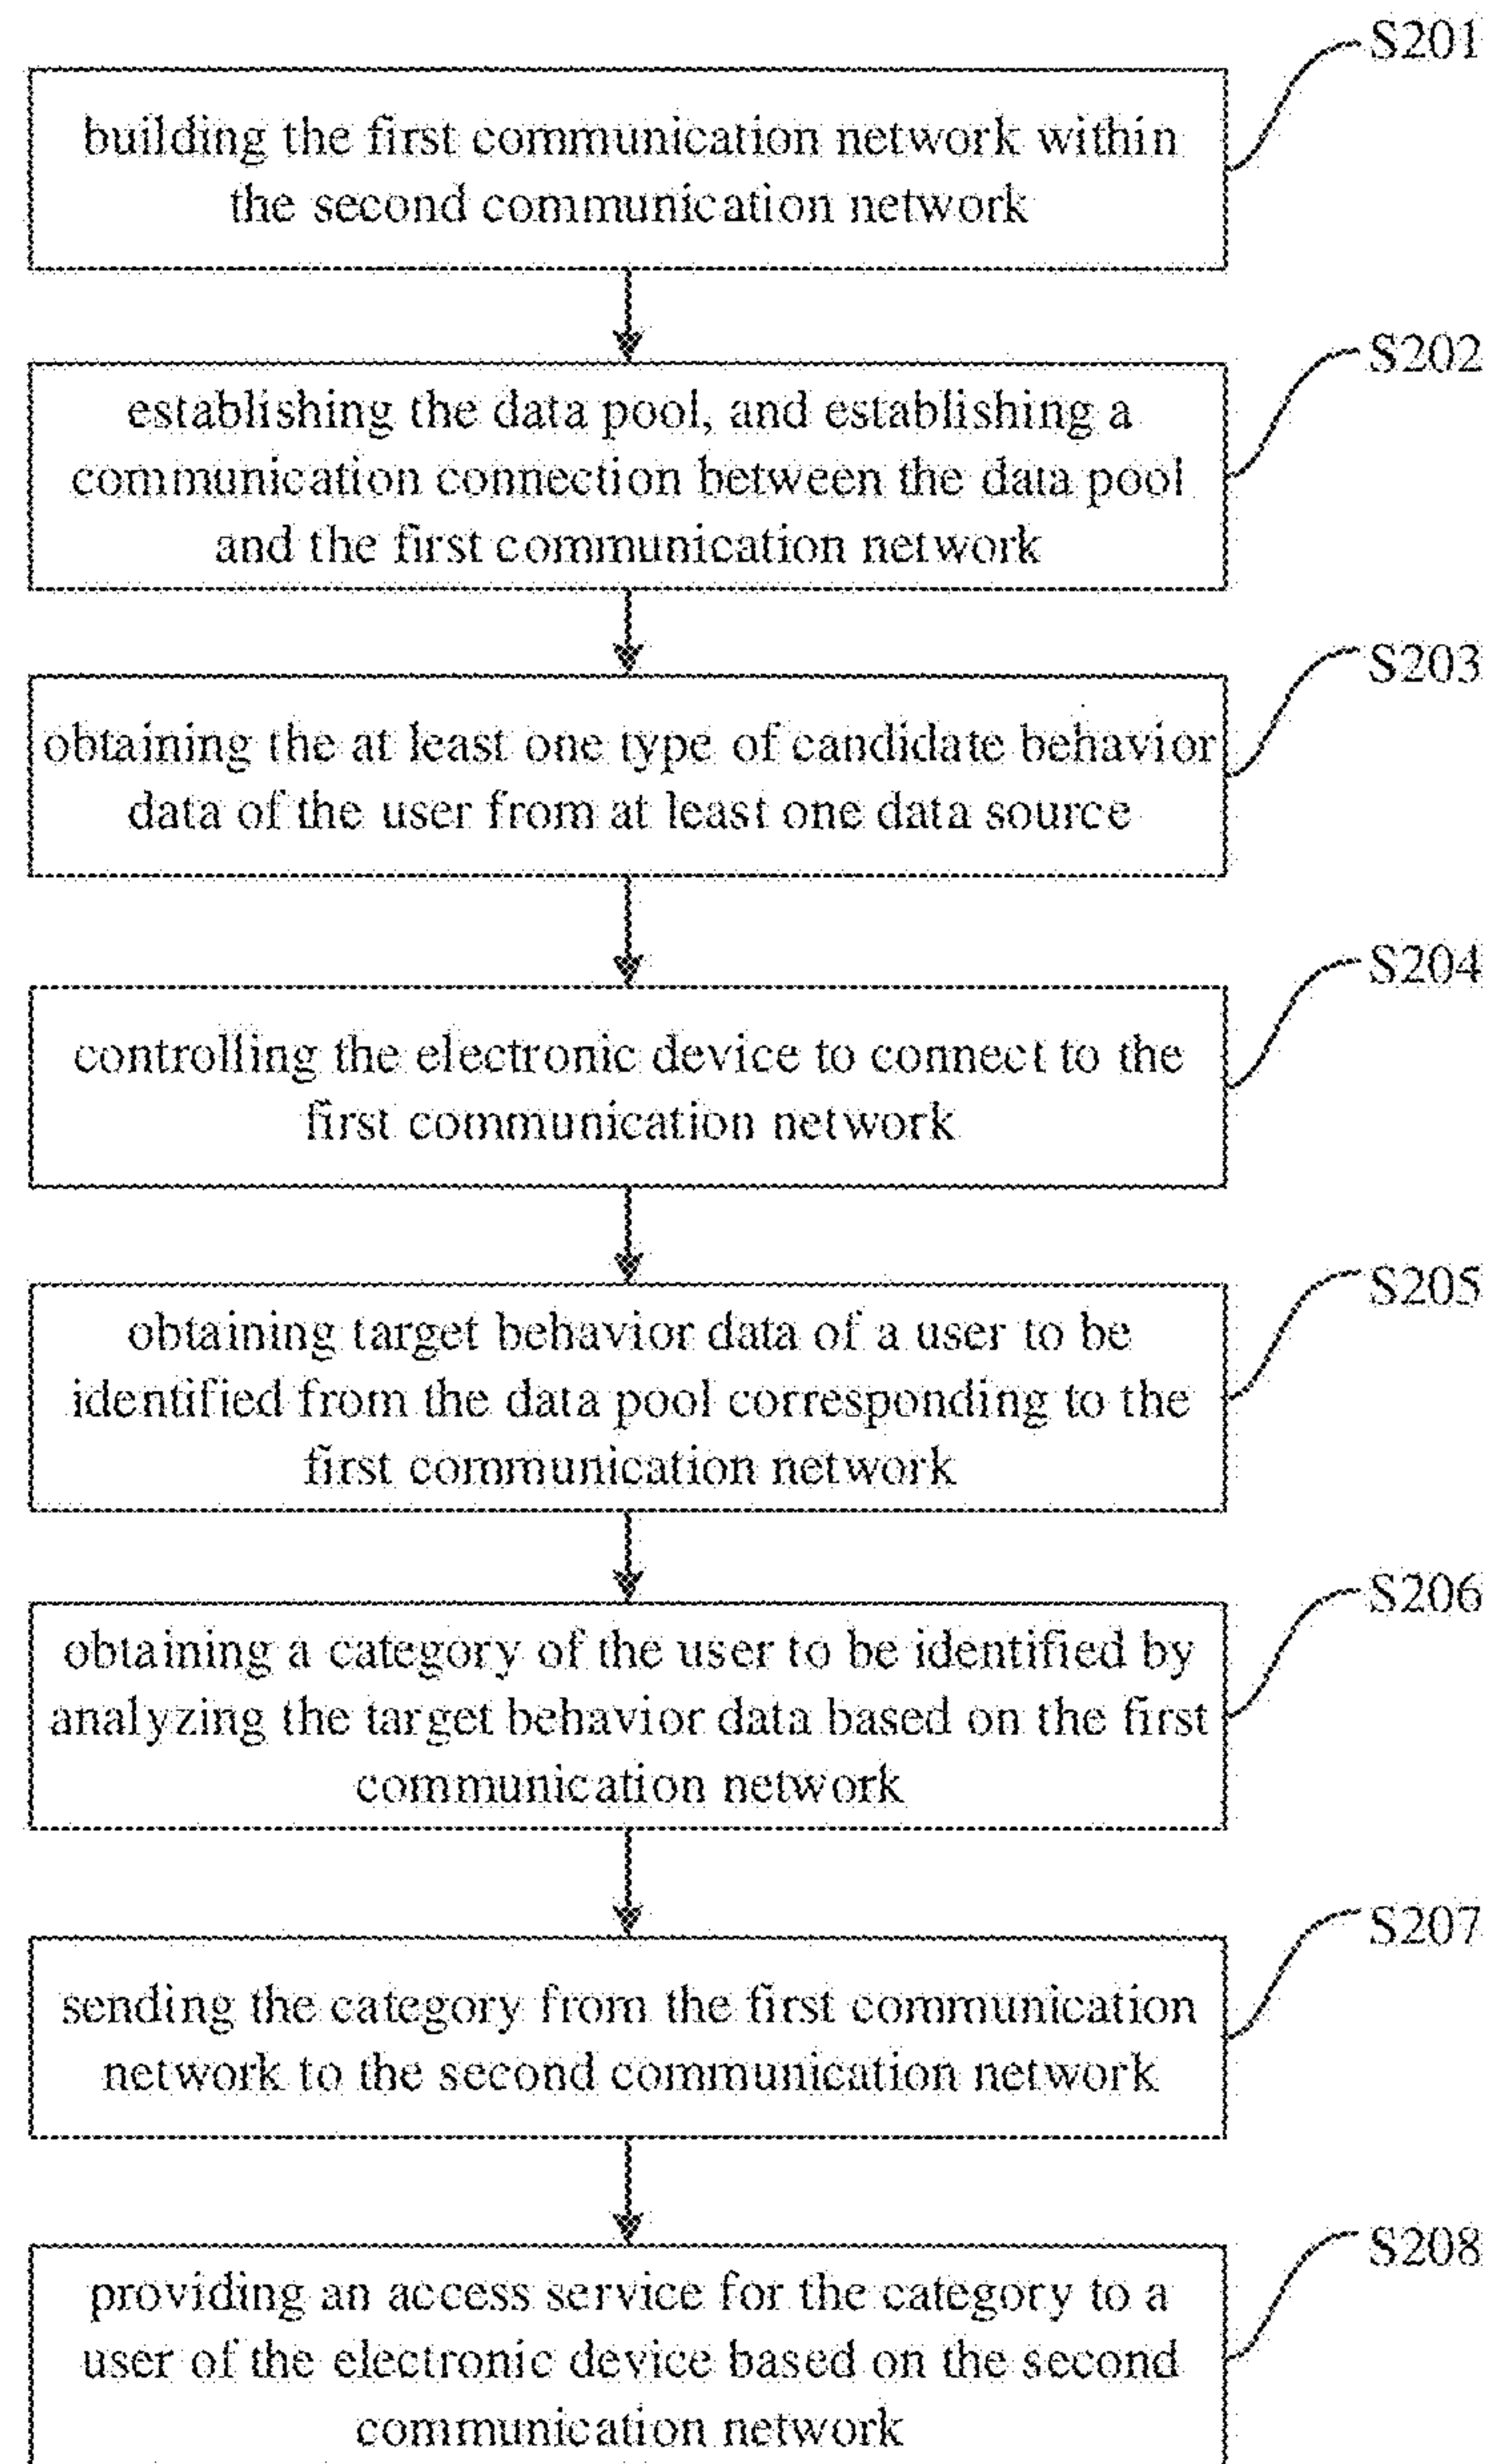 S201
building the first communication network within
the second communication network
S202
establishing the data pool, and establishing a
communication connection between the data pool
and the first communication network
S203
obtaining the at least one type of candidate behavior
data of the user from at least one data source
S204
controlling the electronic device to connect to the
first communication network
S205
obtaining target behavior data of a user to be
identified from the data pool corresponding to the
first communication network
S206
obtaining a category of the user to be identified by
analyzing the target behavior data based on the first
communication network
S207
sending the category from the first communication
network to the second communication network
S208
providing an access service for the category to a
user of the electronic device based on the second
communication network